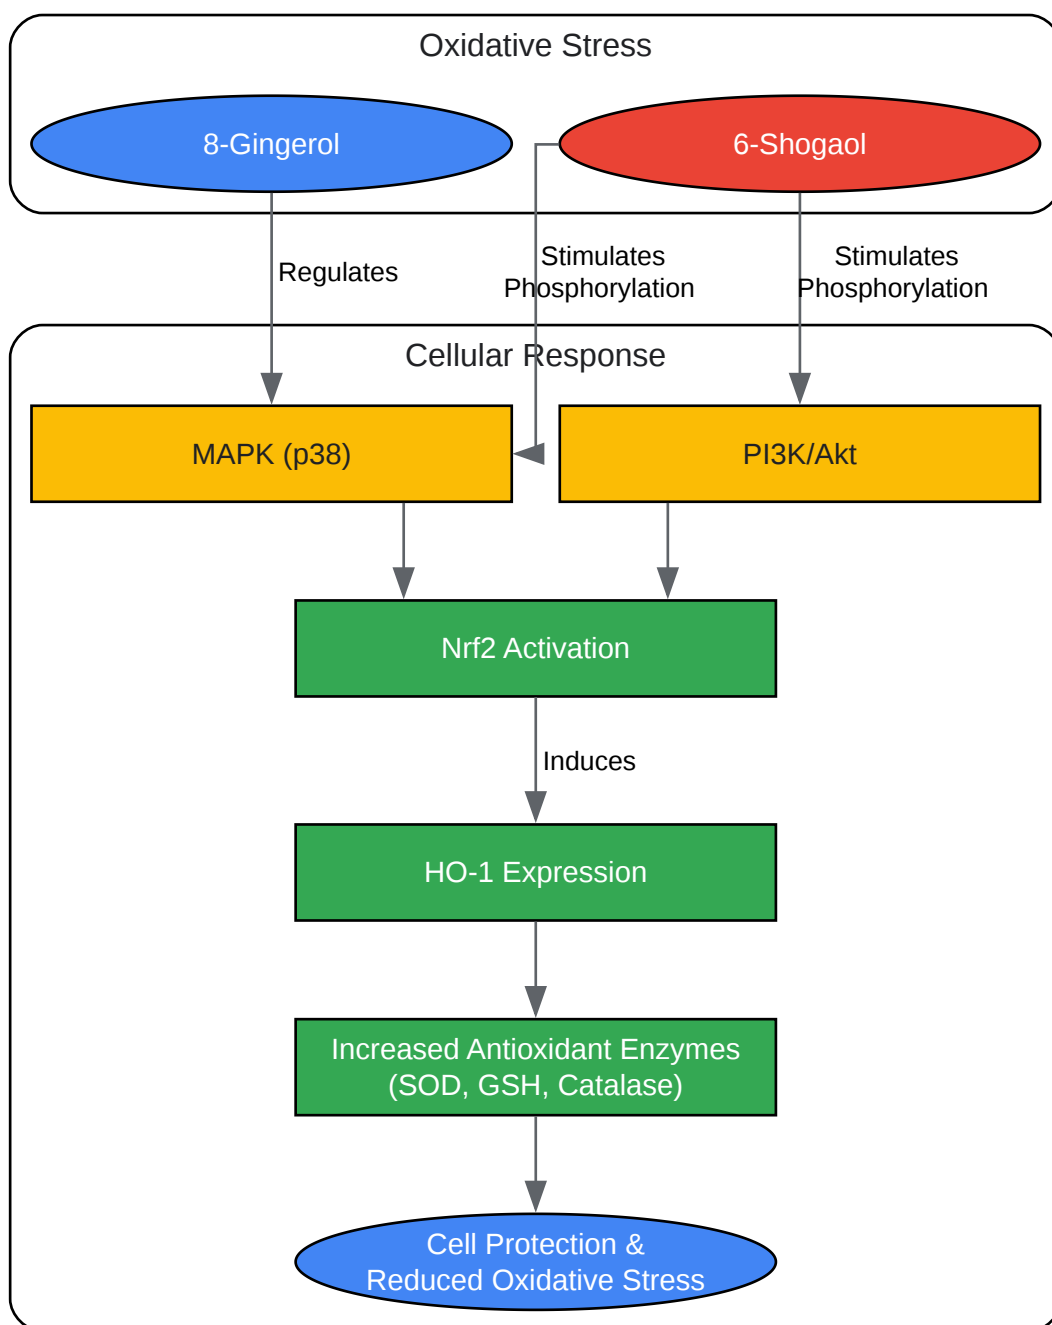 Oxidative Stress
8-Gingerol
6-Shogaol
Regulates
Stimulates
Phosphorylation
Stimulates
Phosphorylation
Cellular Response
MAPK (p38)
PI3K/Akt
Nrf2 Activation
Induces
HO-1 Expression
Increased Antioxidant Enzymes
(SOD, GSH, Catalase)
Cell Protection &
Reduced Oxidative Stress